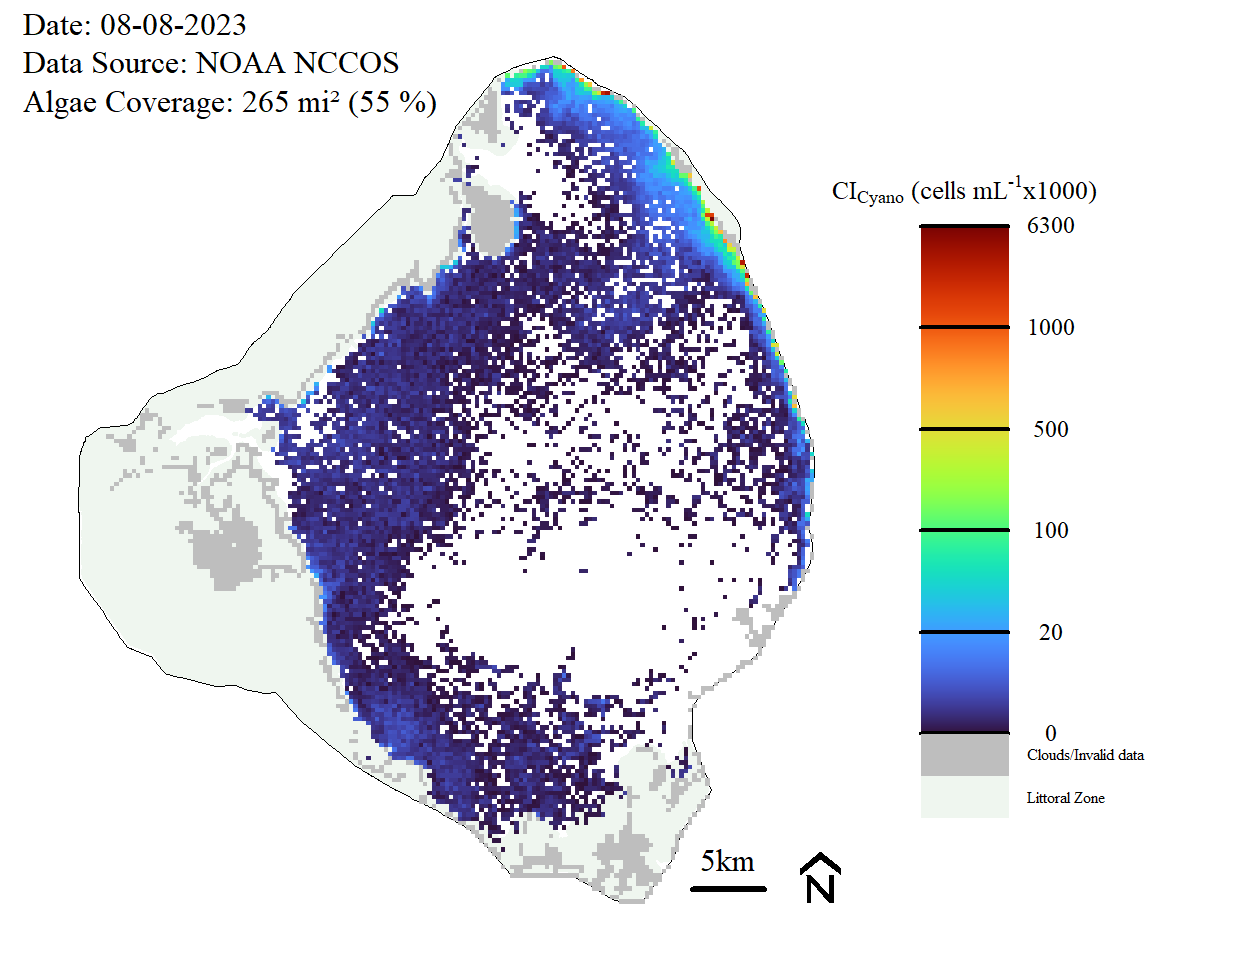 Date: 08-08-2023
Data Source: NOAA NCCOS
Algae Coverage: 265 mi² (55 %)
CICyano (cells mL-1x1000)
6300
1000
500
100
20
0
Clouds/Invalid data
Littoral Zone
5km
N